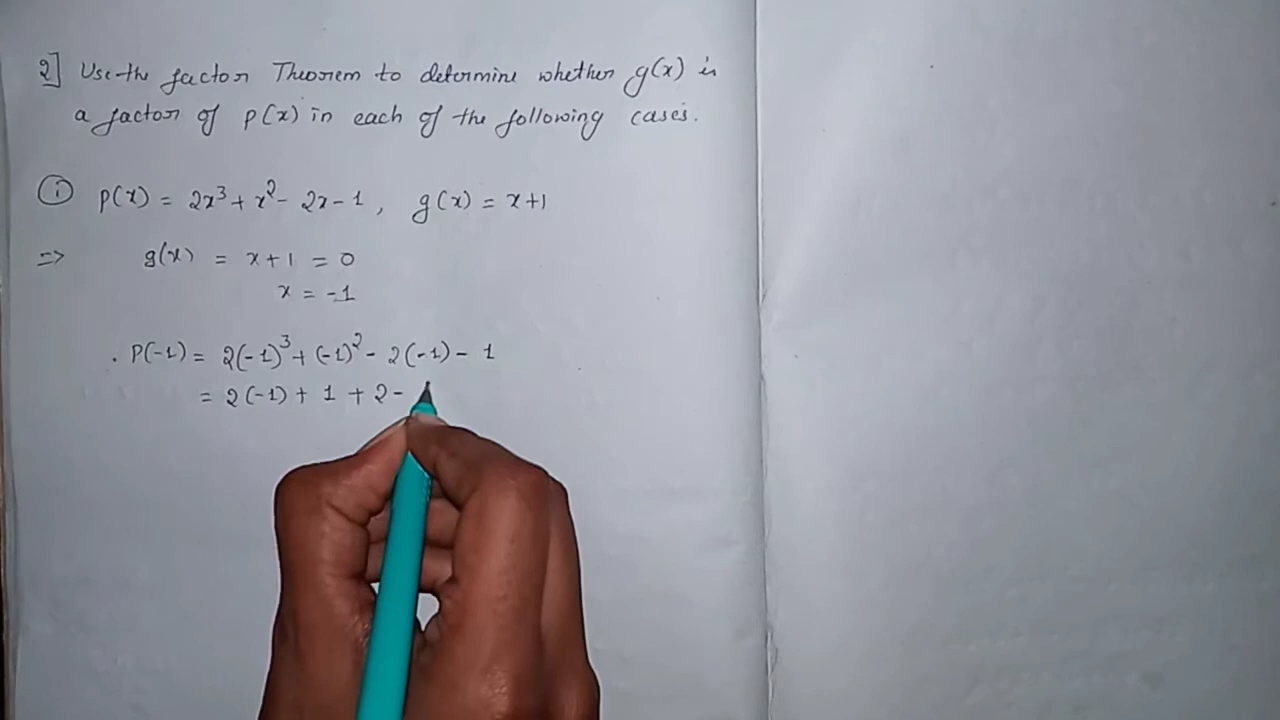 2] Use the factor Theorem to determine whether g(x) is
a factor of p(x) in each of the following cases.
(i) p(x) = 2x³ + x² - 2x - 1, g(x) = x+1
=> g(x) = x + 1 = 0
x = -1
. P(-1) = 2(-1)³ + (-1)² - 2(-1) - 1
= 2(-1) + 1 + 2 -